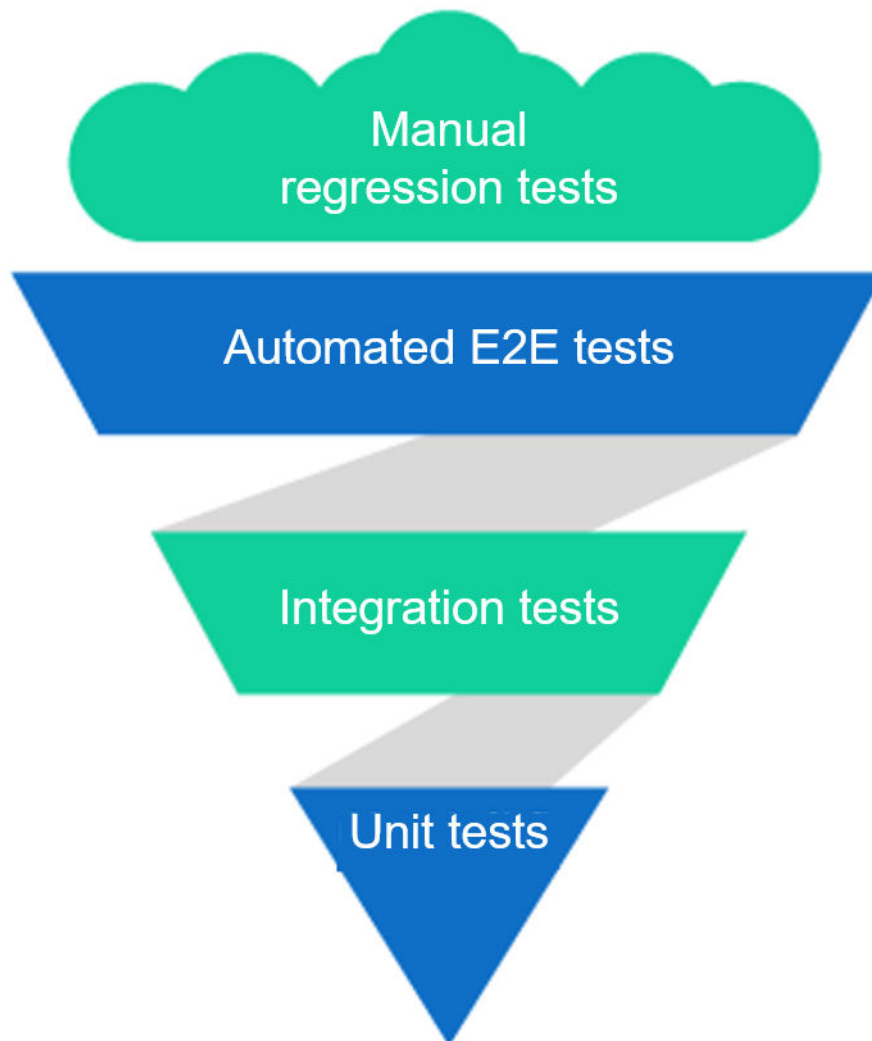 Manual
regression tests
Automated E2E tests
Integration tests
Unit tests